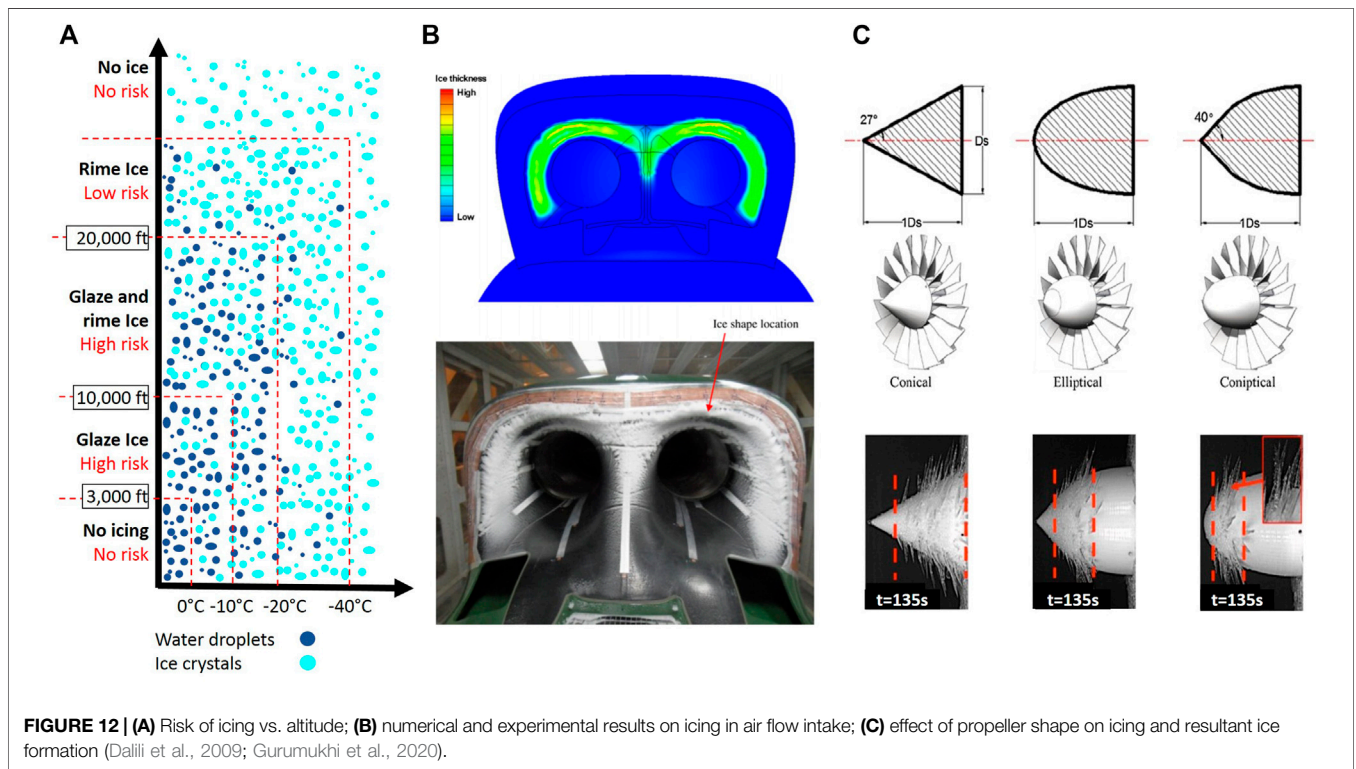 A
No ice
No risk
Rime Ice
Low risk
20,000 ft
Glaze and
rime Ice
High risk
10,000 ft
Glaze Ice
High risk
3,000 ft
No icing
No risk
0°C -10°C -20°C -40°C
Water droplets
Ice crystals
B
Ice thickness
High
Low
Ice shape location
C
27°
Ds
1Ds
1Ds
40°
1Ds
Conical
Elliptical
Coniptical
t=135s
t=135s
t=135s
FIGURE 12 | (A) Risk of icing vs. altitude; (B) numerical and experimental results on icing in air flow intake; (C) effect of propeller shape on icing and resultant ice
formation (Dalili et al., 2009; Gurumukhi et al., 2020).